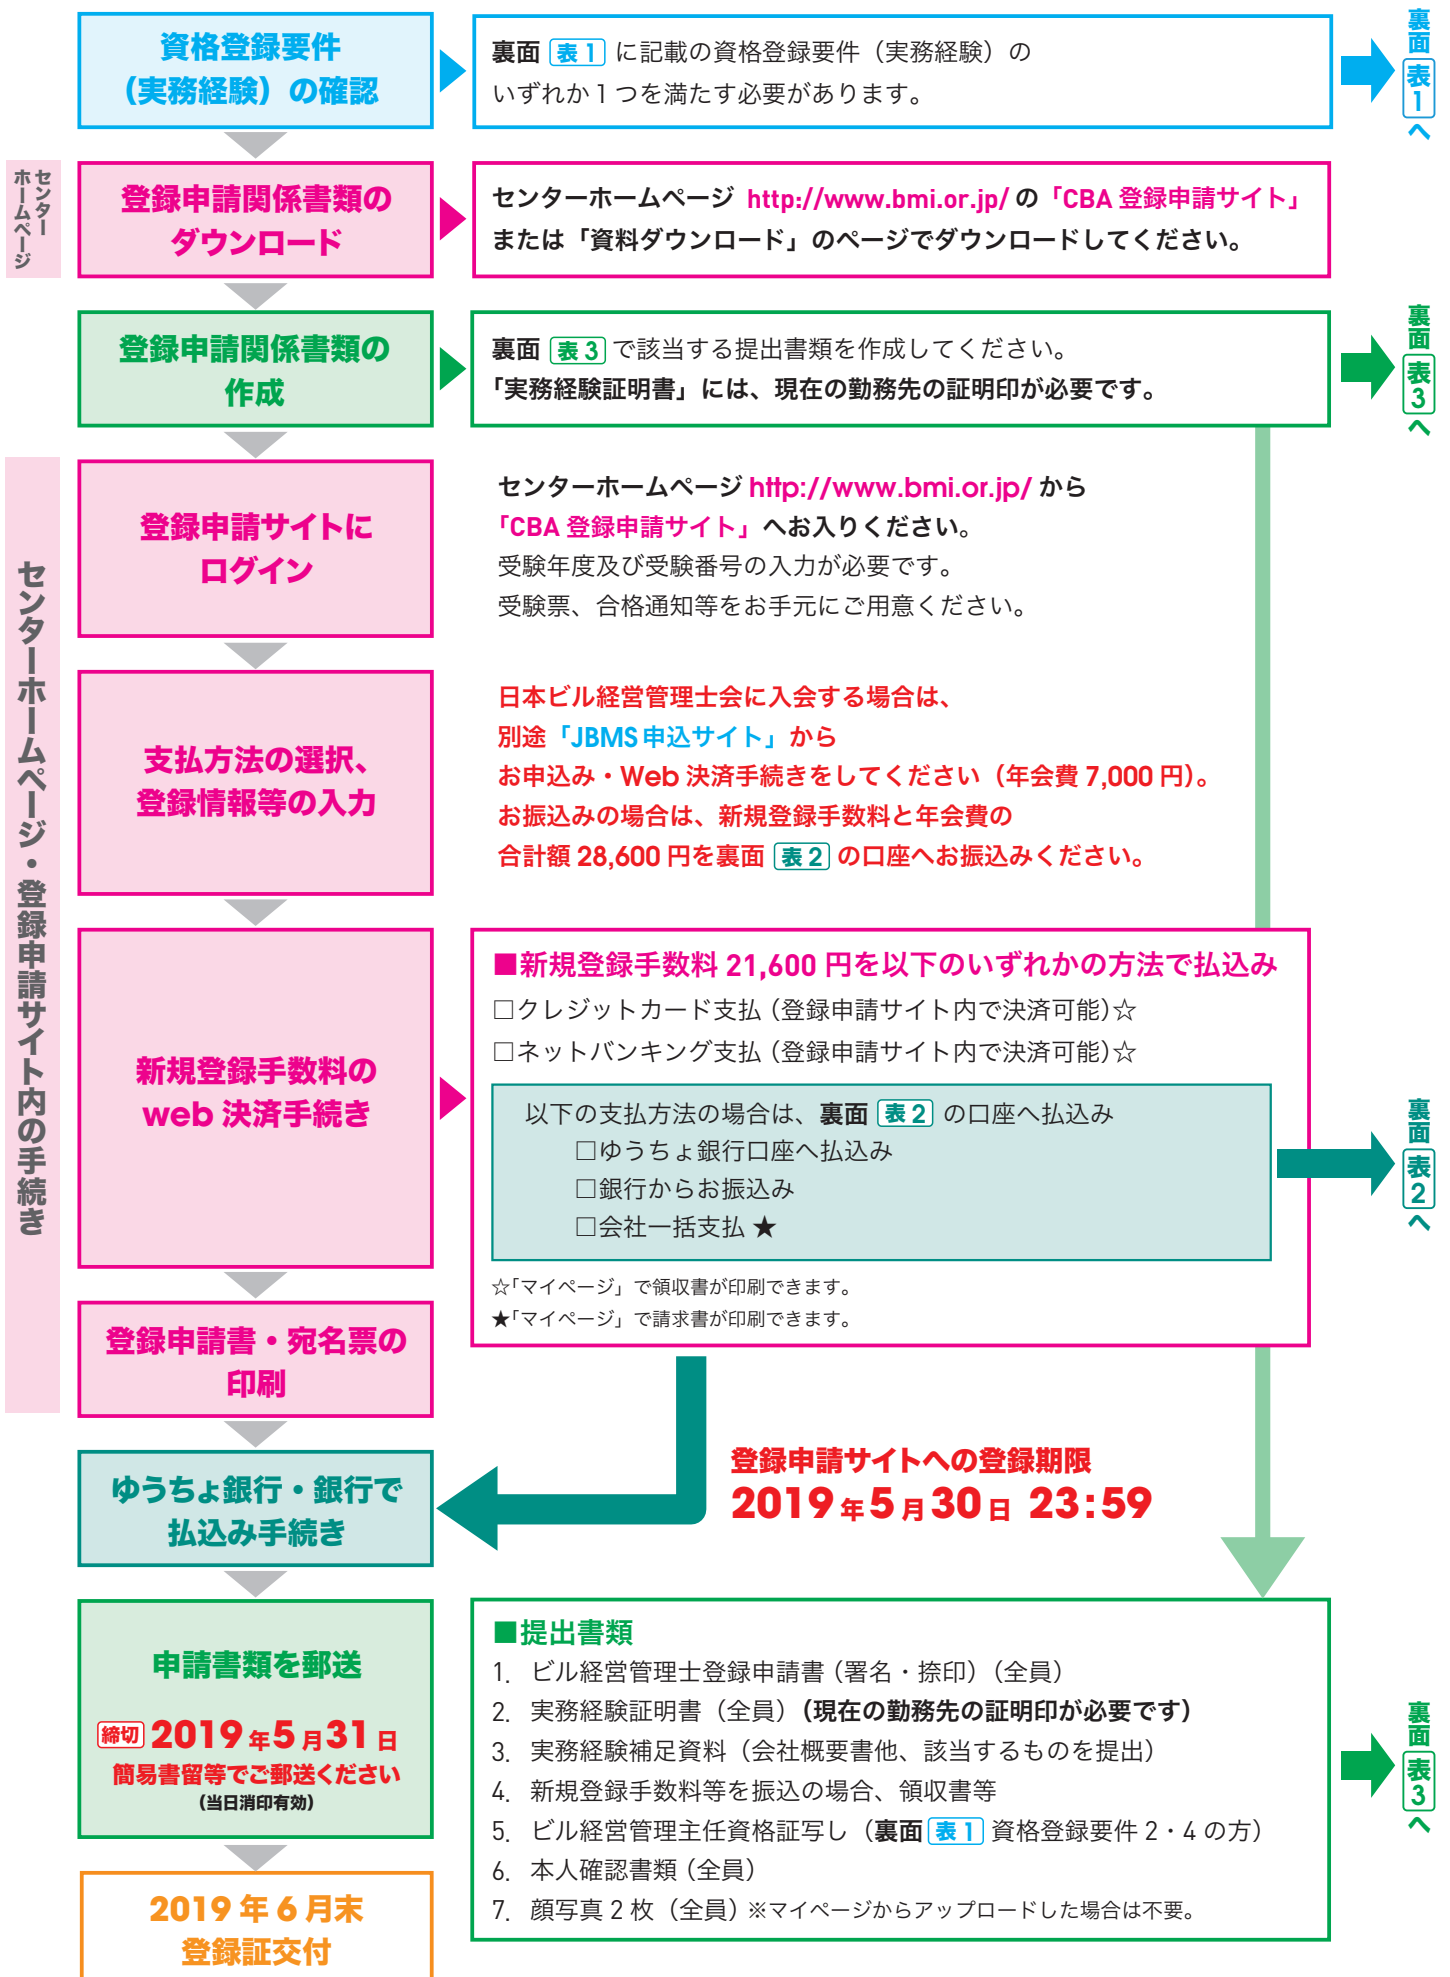 資格登録要件
（実務経験）の確認
裏面 表1 に記載の資格登録要件（実務経験）の
いずれか1つを満たす必要があります。
裏面 表1 へ
センター
ホームページ
登録申請関係書類の
ダウンロード
センターホームページ http://www.bmi.or.jp/ の「CBA 登録申請サイト」
または「資料ダウンロード」のページでダウンロードしてください。
登録申請関係書類の
作成
裏面 表3 で該当する提出書類を作成してください。
「実務経験証明書」には、現在の勤務先の証明印が必要です。
裏面 表3 へ
センターホームページ・登録申請サイト内の手続き
登録申請サイトに
ログイン
センターホームページ http://www.bmi.or.jp/ から
「CBA 登録申請サイト」へお入りください。
受験年度及び受験番号の入力が必要です。
受験票、合格通知等をお手元にご用意ください。
支払方法の選択、
登録情報等の入力
日本ビル経営管理士会に入会する場合は、
別途「JBMS 申込サイト」から
お申込み・Web 決済手続きをしてください（年会費 7,000 円）。
お振込みの場合は、新規登録手数料と年会費の
合計額 28,600 円を裏面 表2 の口座へお振込みください。
新規登録手数料の
web 決済手続き
■新規登録手数料 21,600 円を以下のいずれかの方法で払込み
□クレジットカード支払（登録申請サイト内で決済可能）☆
□ネットバンキング支払（登録申請サイト内で決済可能）☆
以下の支払方法の場合は、裏面 表2 の口座へ払込み
□ゆうちょ銀行口座へ払込み
□銀行からお振込み
□会社一括支払 ★
☆「マイページ」で領収書が印刷できます。
★「マイページ」で請求書が印刷できます。
裏面 表2 へ
登録申請書・宛名票の
印刷
ゆうちょ銀行・銀行で
払込み手続き
登録申請サイトへの登録期限
2019年5月30日 23:59
申請書類を郵送
締切 2019年5月31日
簡易書留等でご郵送ください
（当日消印有効）
■提出書類
1. ビル経営管理士登録申請書（署名・捺印）（全員）
2. 実務経験証明書（全員）（現在の勤務先の証明印が必要です）
3. 実務経験補足資料（会社概要書他、該当するものを提出）
4. 新規登録手数料等を振込の場合、領収書等
5. ビル経営管理主任資格証写し（裏面 表1 資格登録要件 2・4 の方）
6. 本人確認書類（全員）
7. 顔写真 2 枚（全員）※マイページからアップロードした場合は不要。
裏面 表3 へ
2019 年 6 月末
登録証交付